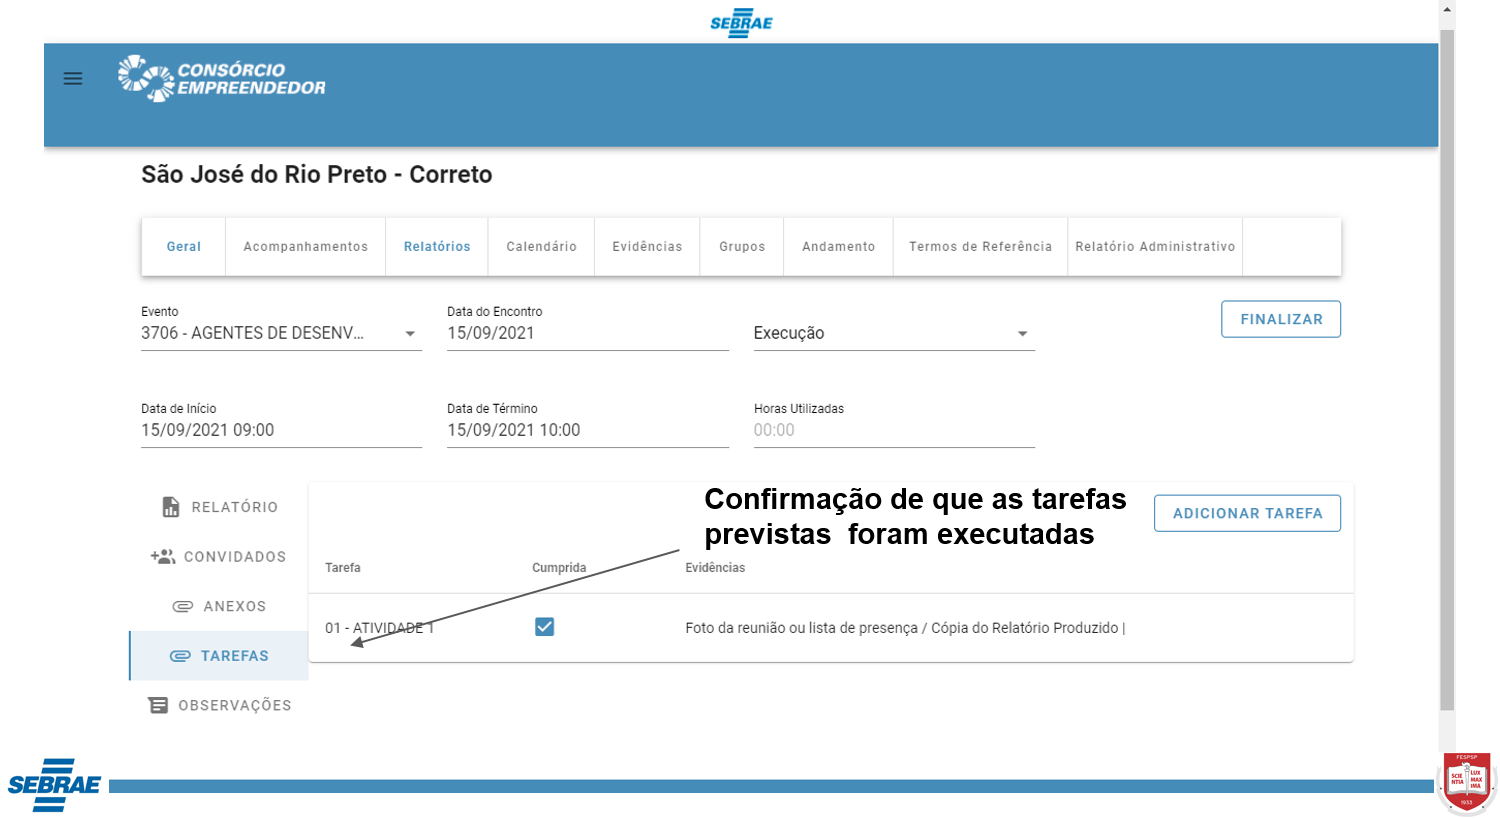 SEBRAE
CONSÓRCIO
EMPREENDEDOR
São José do Rio Preto - Correto
Geral Acompanhamentos Relatórios Calendário Evidências Grupos Andamento Termos de Referência Relatório Administrativo
Evento Data do Encontro
3706 - AGENTES DE DESENV... 15/09/2021 Execução FINALIZAR
Data de Início Data de Término Horas Utilizadas
15/09/2021 09:00 15/09/2021 10:00 00:00
RELATÓRIO
CONVIDADOS
ANEXOS
TAREFAS
OBSERVAÇÕES
Confirmação de que as tarefas
previstas foram executadas
ADICIONAR TAREFA
Tarefa Cumprida Evidências
01 - ATIVIDADE 1 Foto da reunião ou lista de presença / Cópia do Relatório Produzido |
SEBRAE
FESPSP
SCIE NTIA LUX MAX IMA
1933